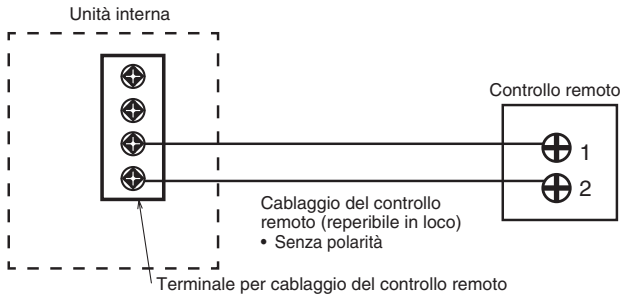 Unità interna
Controllo remoto
1
2
Cablaggio del controllo
remoto (reperibile in loco)
• Senza polarità
Terminale per cablaggio del controllo remoto